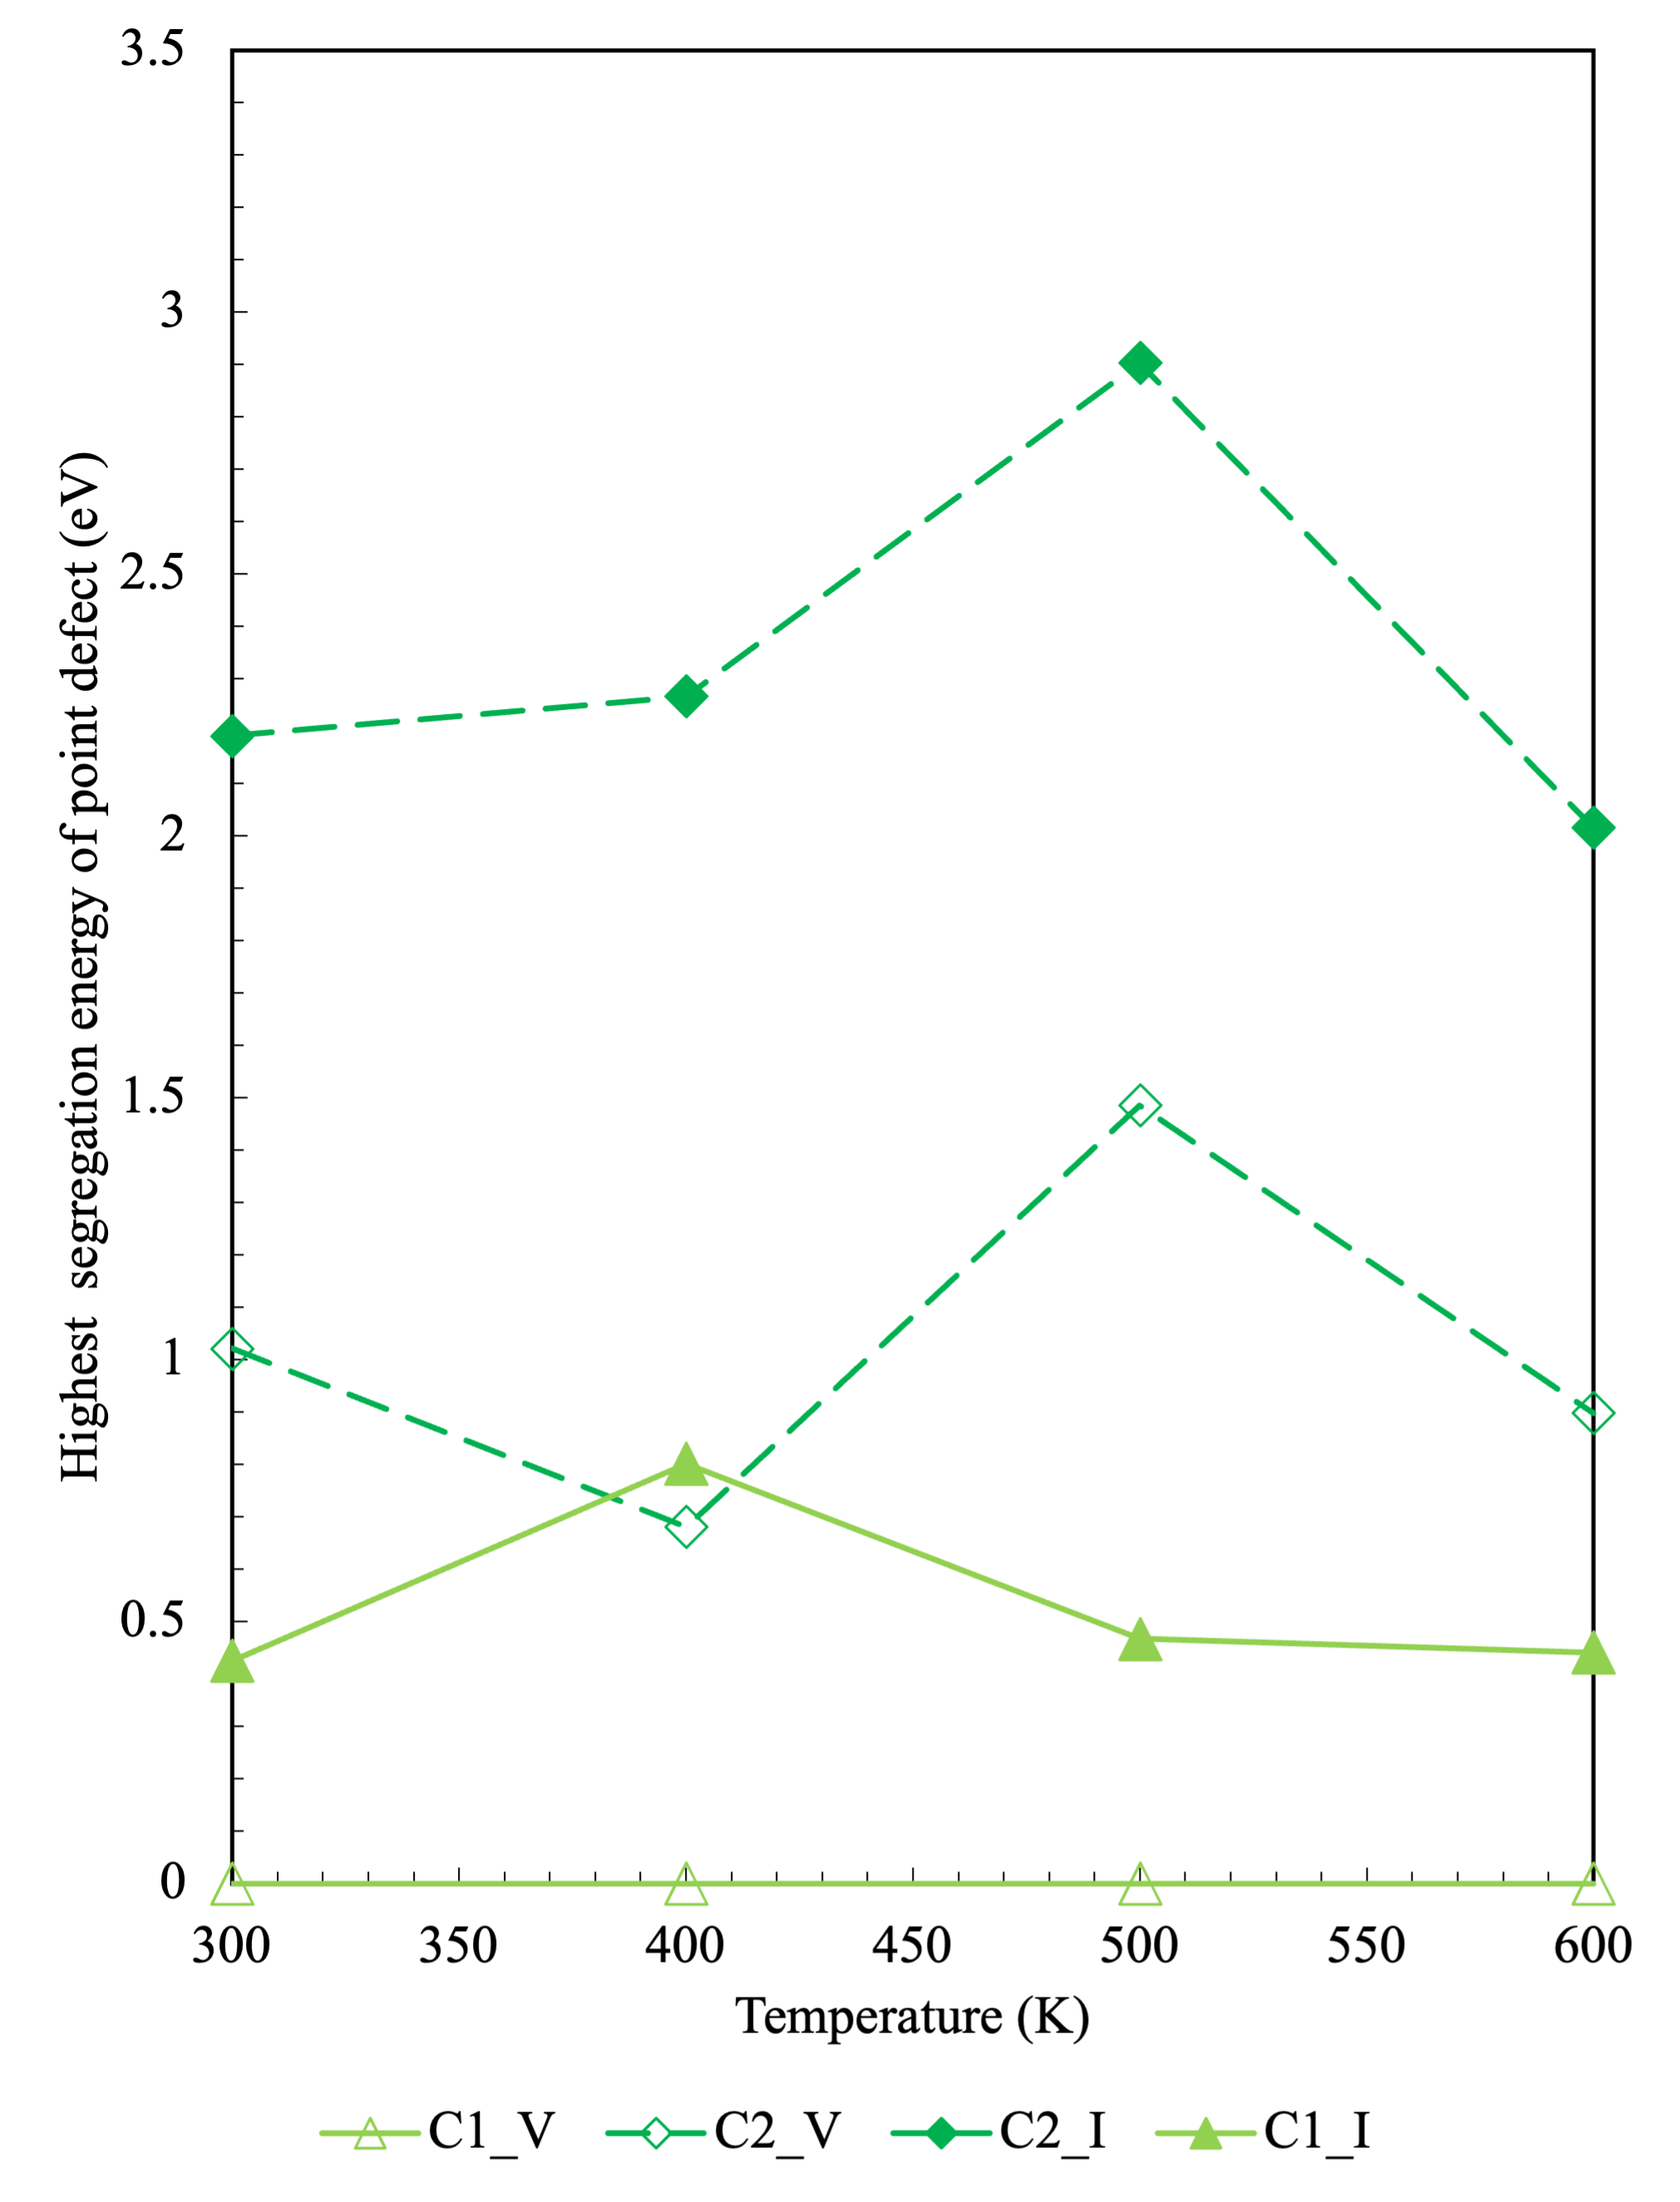 Highest segregation energy of point defect (eV)
3.5
3
2.5
2
1.5
1
0.5
0
300 350 400 450 500 550 600
Temperature (K)
C1_V C2_V C2_I C1_I